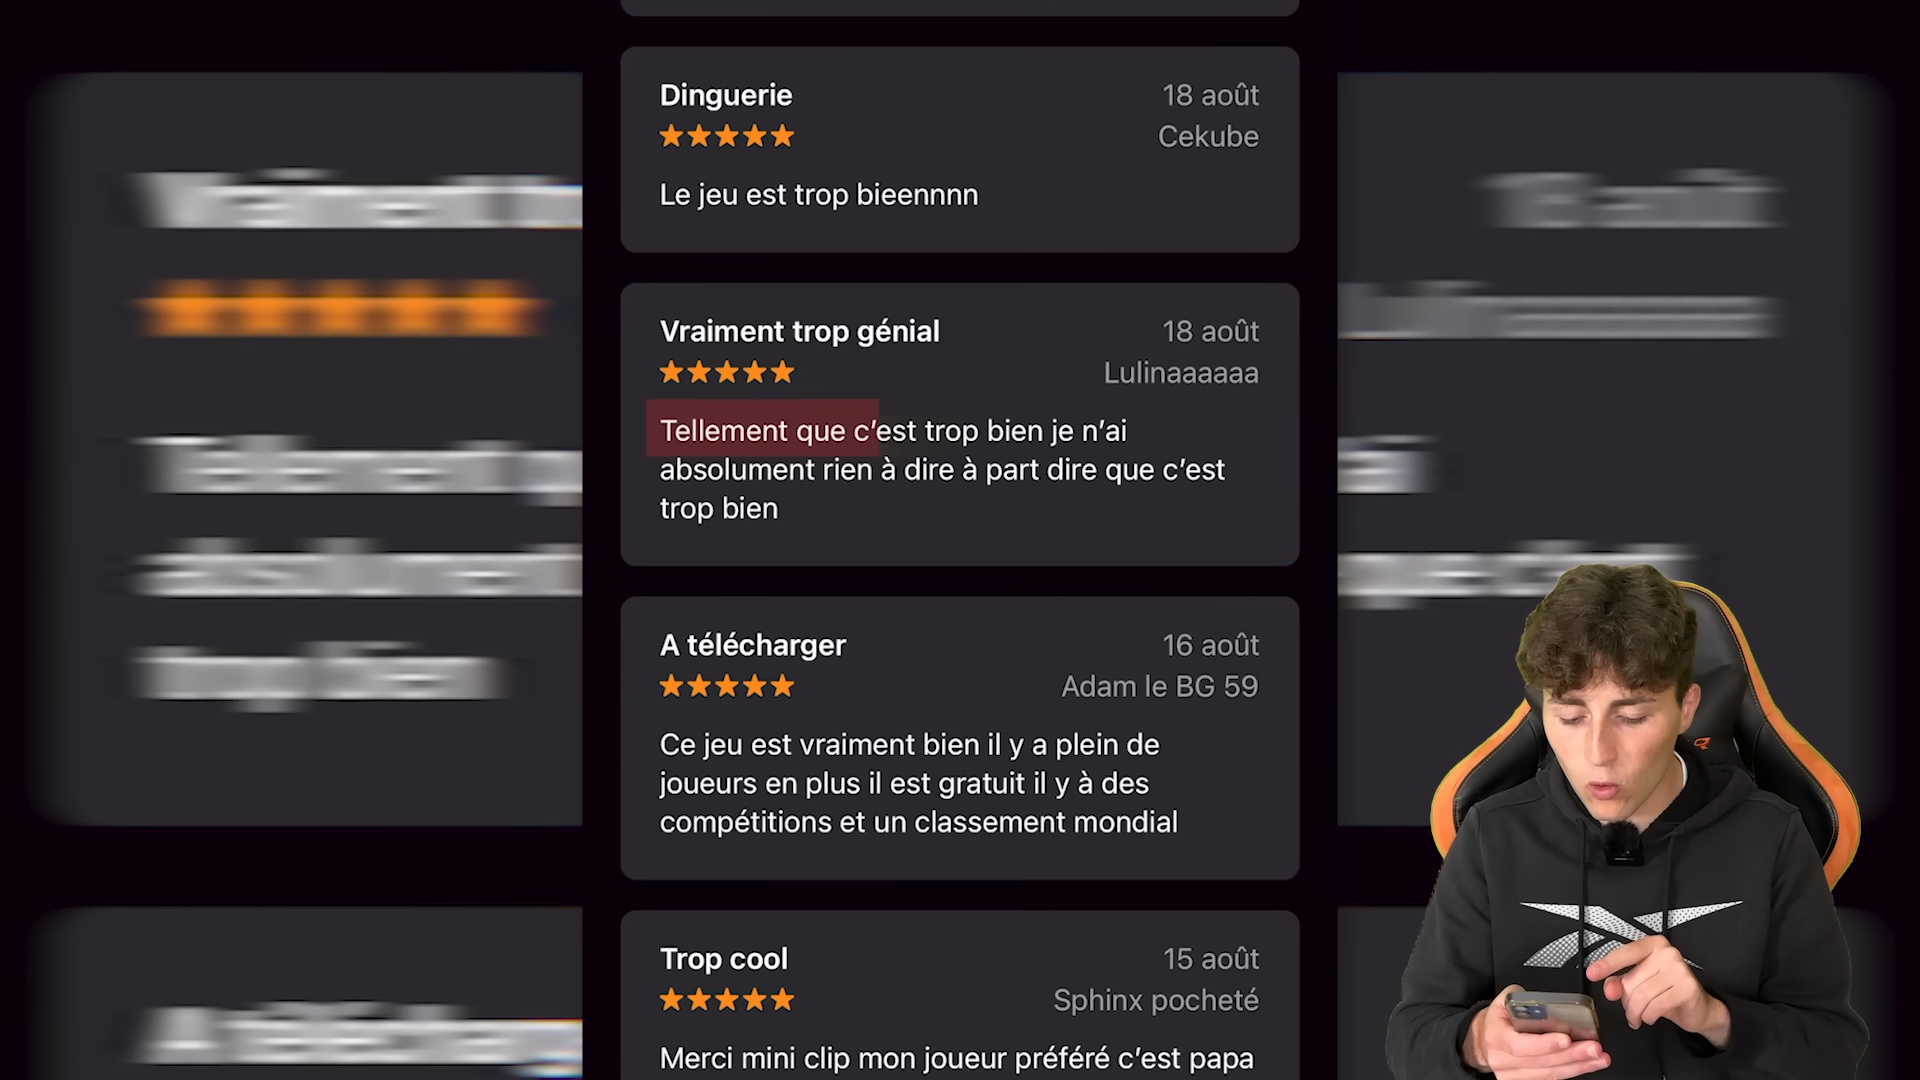 Dinguerie
18 août
Cekube
Le jeu est trop bieennnn
Vraiment trop génial
18 août
Lulinaaaaaa
Tellement que c’est trop bien je n’ai
absolument rien à dire à part dire que c’est
trop bien
A télécharger
16 août
Adam le BG 59
Ce jeu est vraiment bien il y a plein de
joueurs en plus il est gratuit il y à des
compétitions et un classement mondial
Trop cool
15 août
Sphinx pocheté
Merci mini clip mon joueur préféré c’est papa